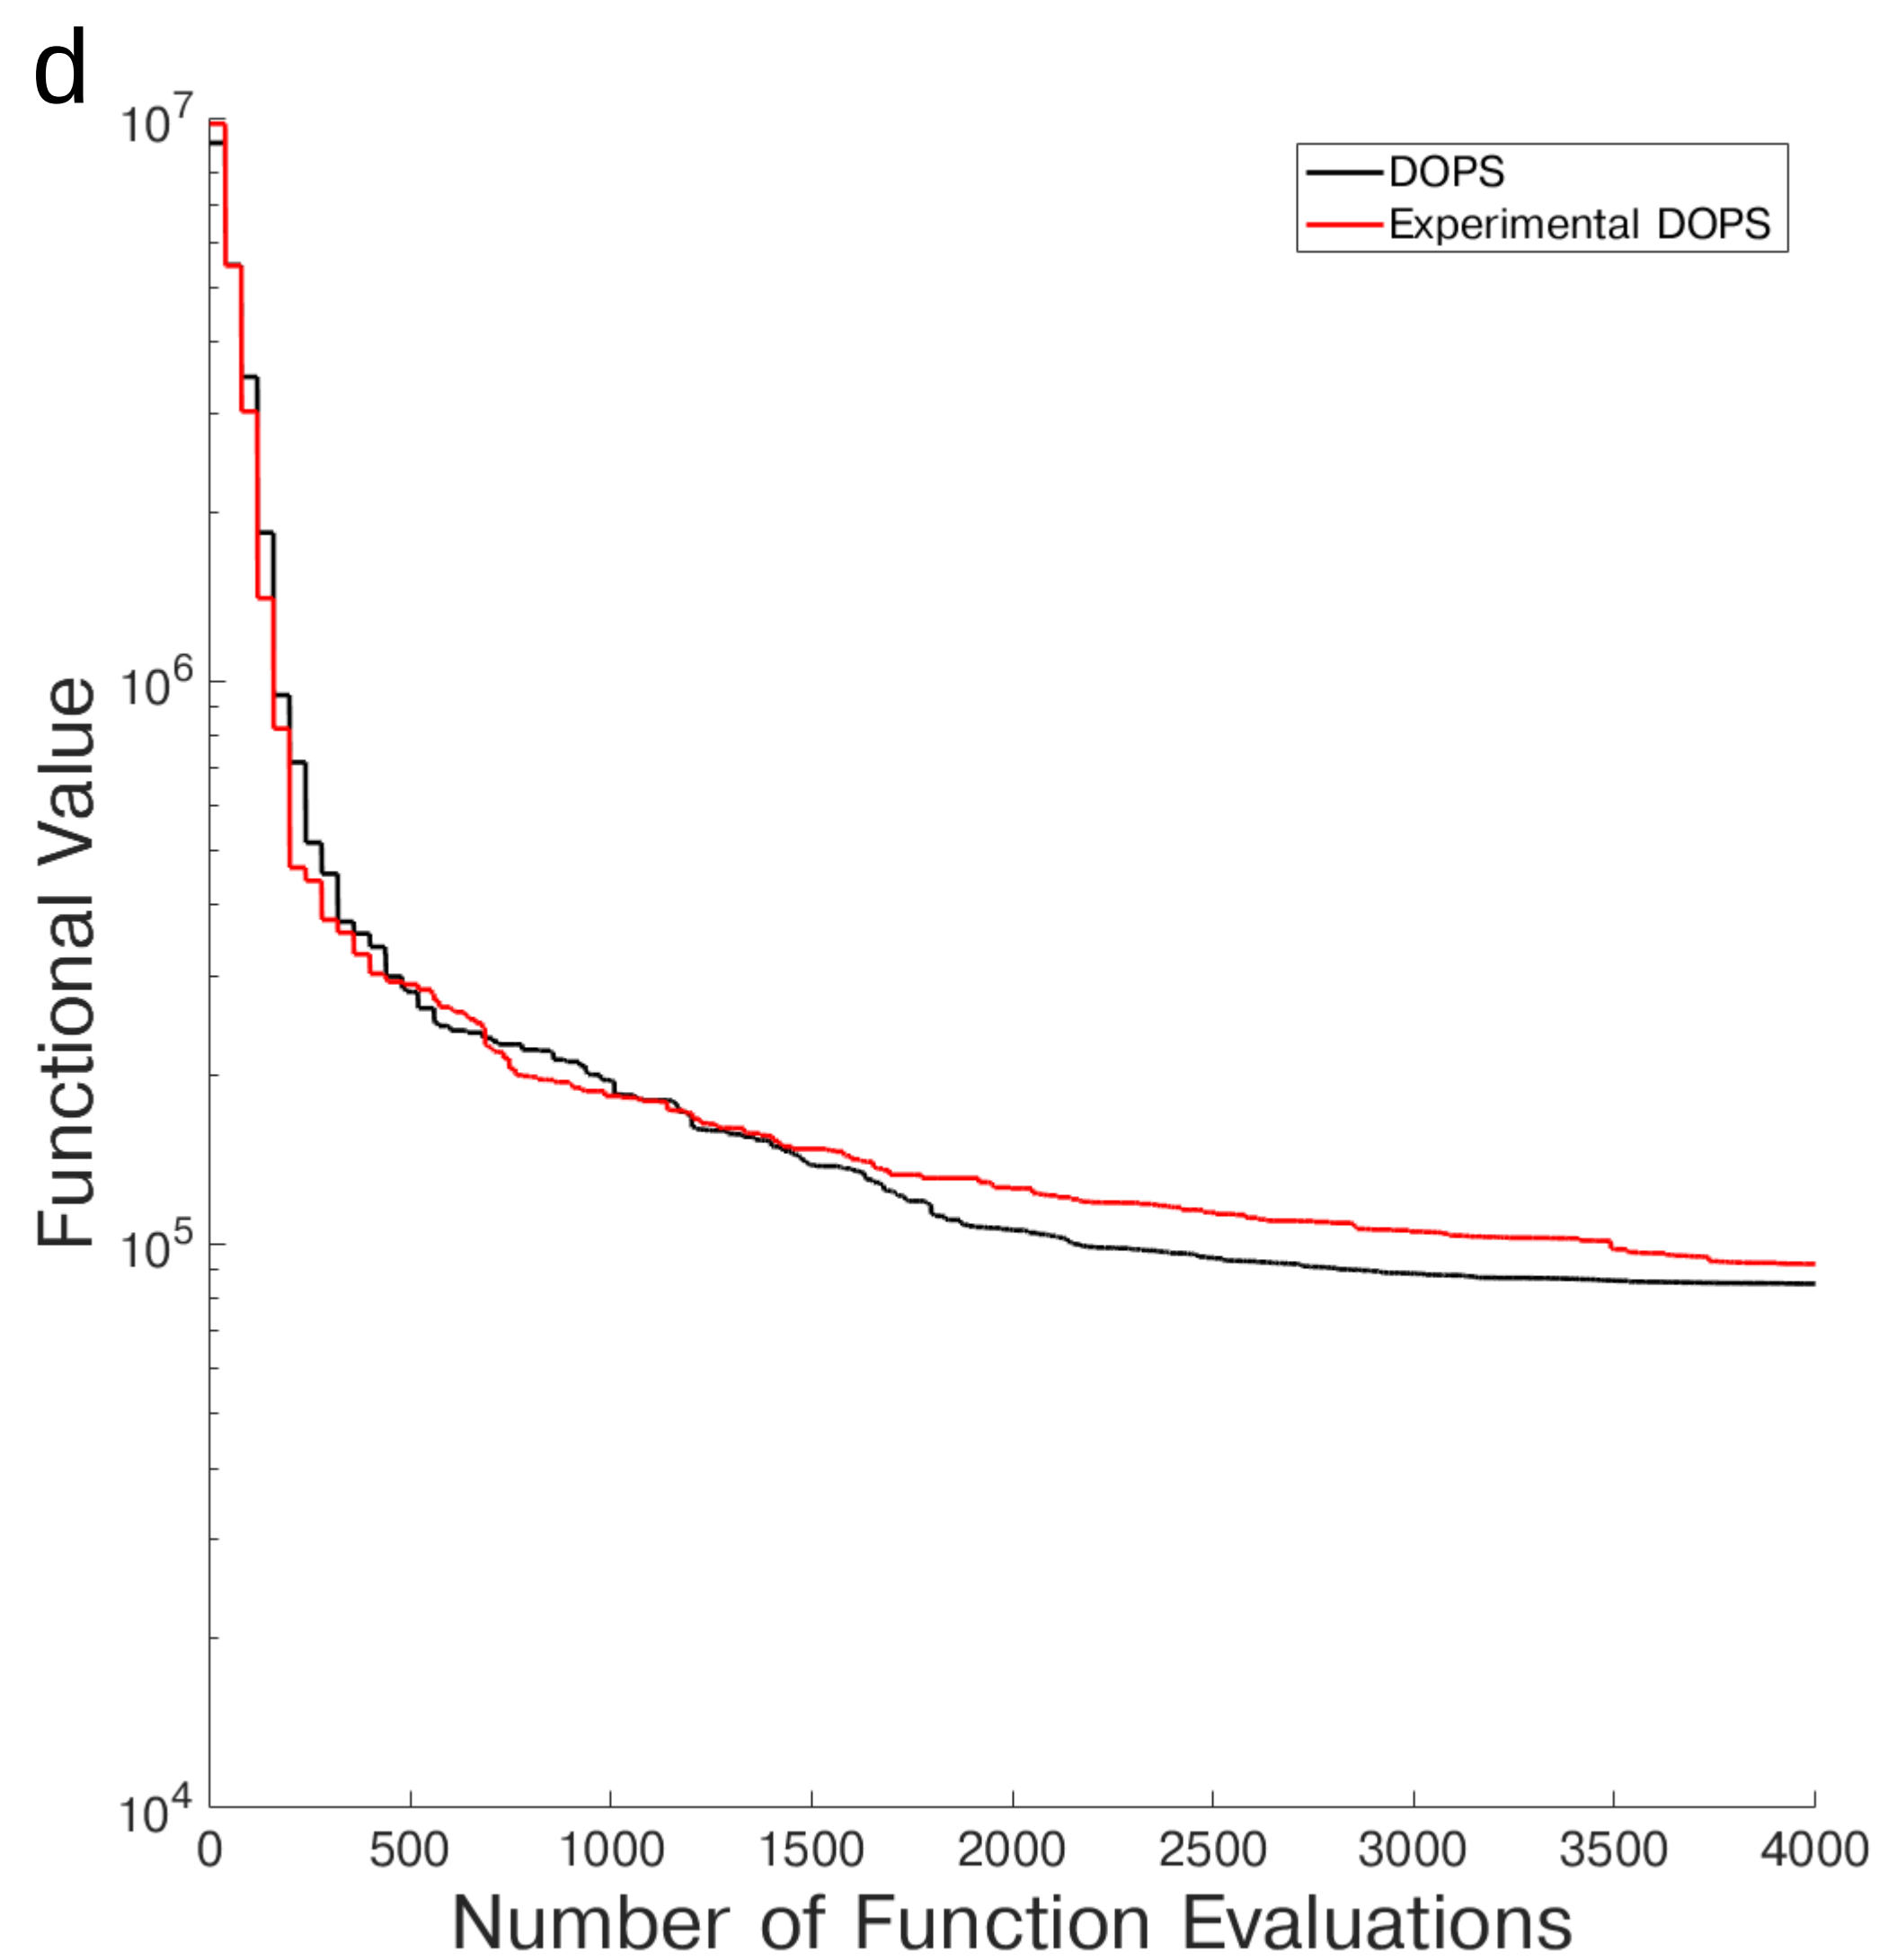 d
10^7
10^6
10^5
10^4
Functional Value
DOPS
Experimental DOPS
0 500 1000 1500 2000 2500 3000 3500 4000
Number of Function Evaluations